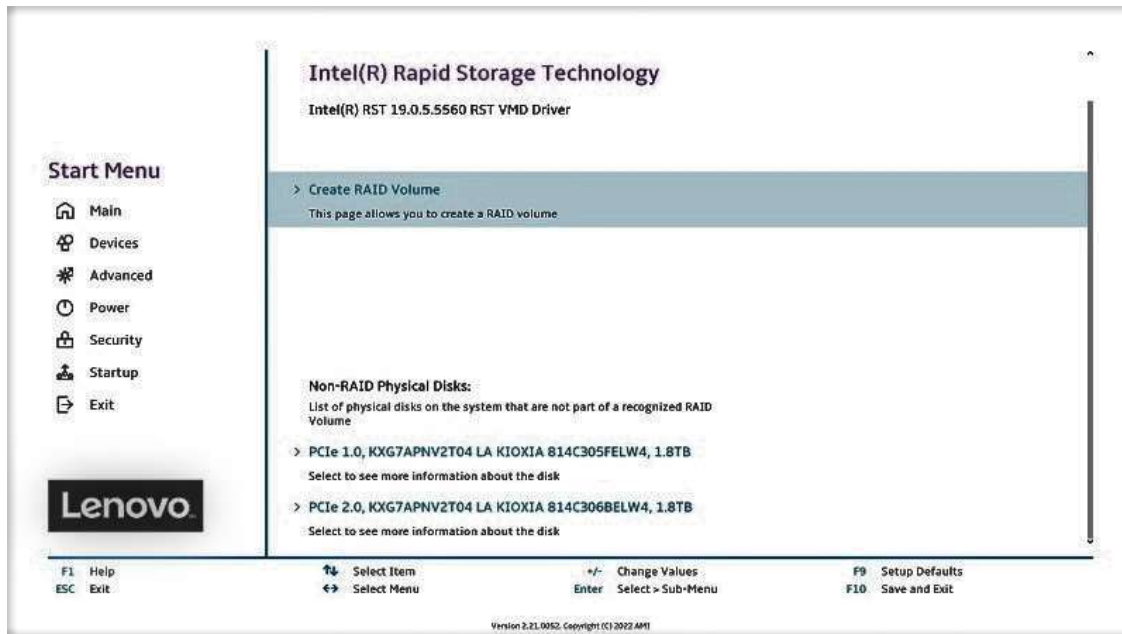 Intel(R) Rapid Storage Technology
Intel(R) RST 19.0.5.5560 RST VMD Driver
Start Menu
Main
Devices
Advanced
Power
Security
Startup
Exit
Lenovo
> Create RAID Volume
This page allows you to create a RAID volume
Non-RAID Physical Disks:
List of physical disks on the system that are not part of a recognized RAID
Volume
> PCIe 1.0, KXG7APNV2T04 LA KIOXIA 814C305FELW4, 1.8TB
Select to see more information about the disk
> PCIe 2.0, KXG7APNV2T04 LA KIOXIA 814C306BELW4, 1.8TB
Select to see more information about the disk
F1 Help ↑↓ Select Item +/- Change Values F9 Setup Defaults
ESC Exit ↔ Select Menu Enter Select > Sub-Menu F10 Save and Exit
Version 2.21.0052. Copyright (C) 2022 AMI